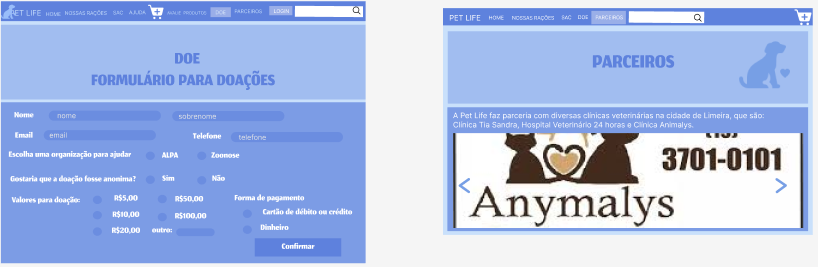 PET LIFE HOME NOSSAS RAÇÕES SAC AJUDA AVALIE PRODUTOS DOE PARCEIROS LOGIN
DOE
FORMULÁRIO PARA DOAÇÕES
Nome nome sobrenome
Email email Telefone telefone
Escolha uma organização para ajudar ALPA Zoonose
Gostaria que a doação fosse anonima? Sim Não
Valores para doação: R$5,00 R$50,00 Forma de pagamento
R$10,00 R$100,00 Cartão de débito ou crédito
R$20,00 outro: Dinheiro
Confirmar
PET LIFE HOME NOSSAS RAÇÕES SAC DOE PARCEIROS
PARCEIROS
A Pet Life faz parceria com diversas clínicas veterinárias na cidade de Limeira, que são:
Clínica Tia Sandra, Hospital Veterinário 24 horas e Clínica Animalys.
3701-0101
Anymalys